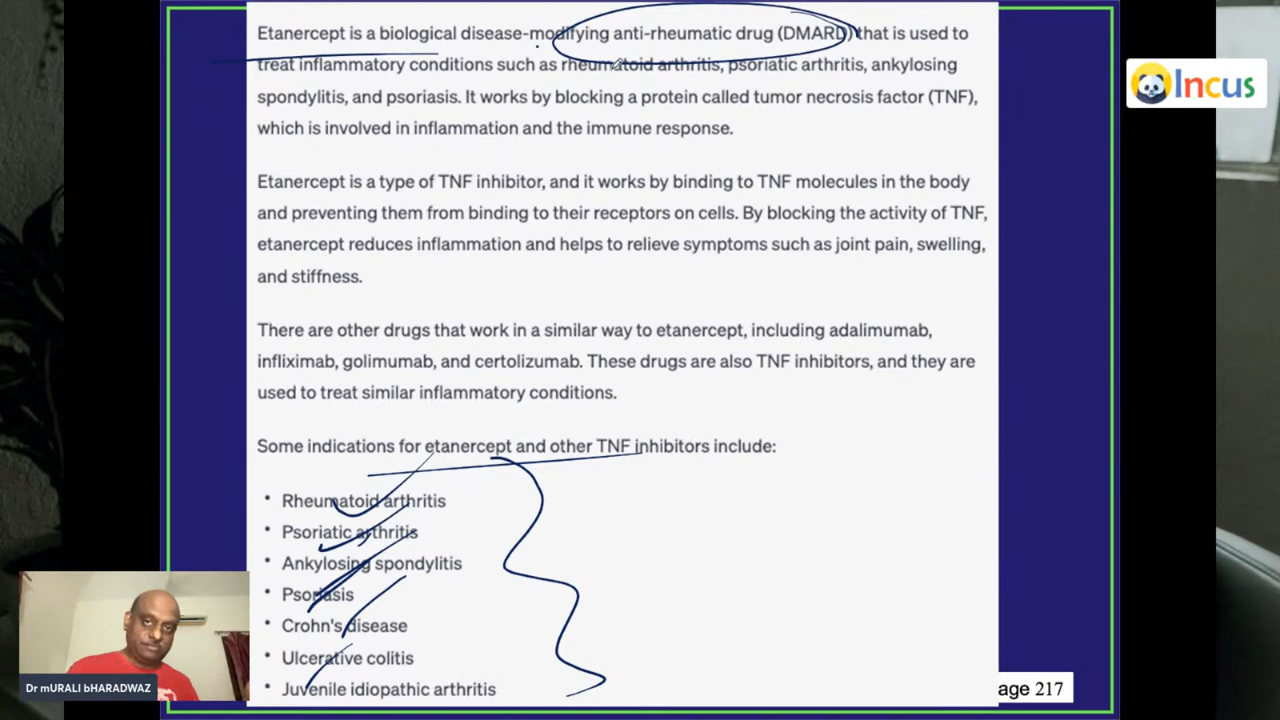 Etanercept is a biological disease-modifying anti-rheumatic drug (DMARD) that is used to
treat inflammatory conditions such as rheumatoid arthritis, psoriatic arthritis, ankylosing
spondylitis, and psoriasis. It works by blocking a protein called tumor necrosis factor (TNF),
which is involved in inflammation and the immune response.
Incus
Etanercept is a type of TNF inhibitor, and it works by binding to TNF molecules in the body
and preventing them from binding to their receptors on cells. By blocking the activity of TNF,
etanercept reduces inflammation and helps to relieve symptoms such as joint pain, swelling,
and stiffness.
There are other drugs that work in a similar way to etanercept, including adalimumab,
infliximab, golimumab, and certolizumab. These drugs are also TNF inhibitors, and they are
used to treat similar inflammatory conditions.
Some indications for etanercept and other TNF inhibitors include:
• Rheumatoid arthritis
• Psoriatic arthritis
• Ankylosing spondylitis
• Psoriasis
• Crohn's disease
• Ulcerative colitis
• Juvenile idiopathic arthritis
Dr mURALI bHARADWAZ
age 217